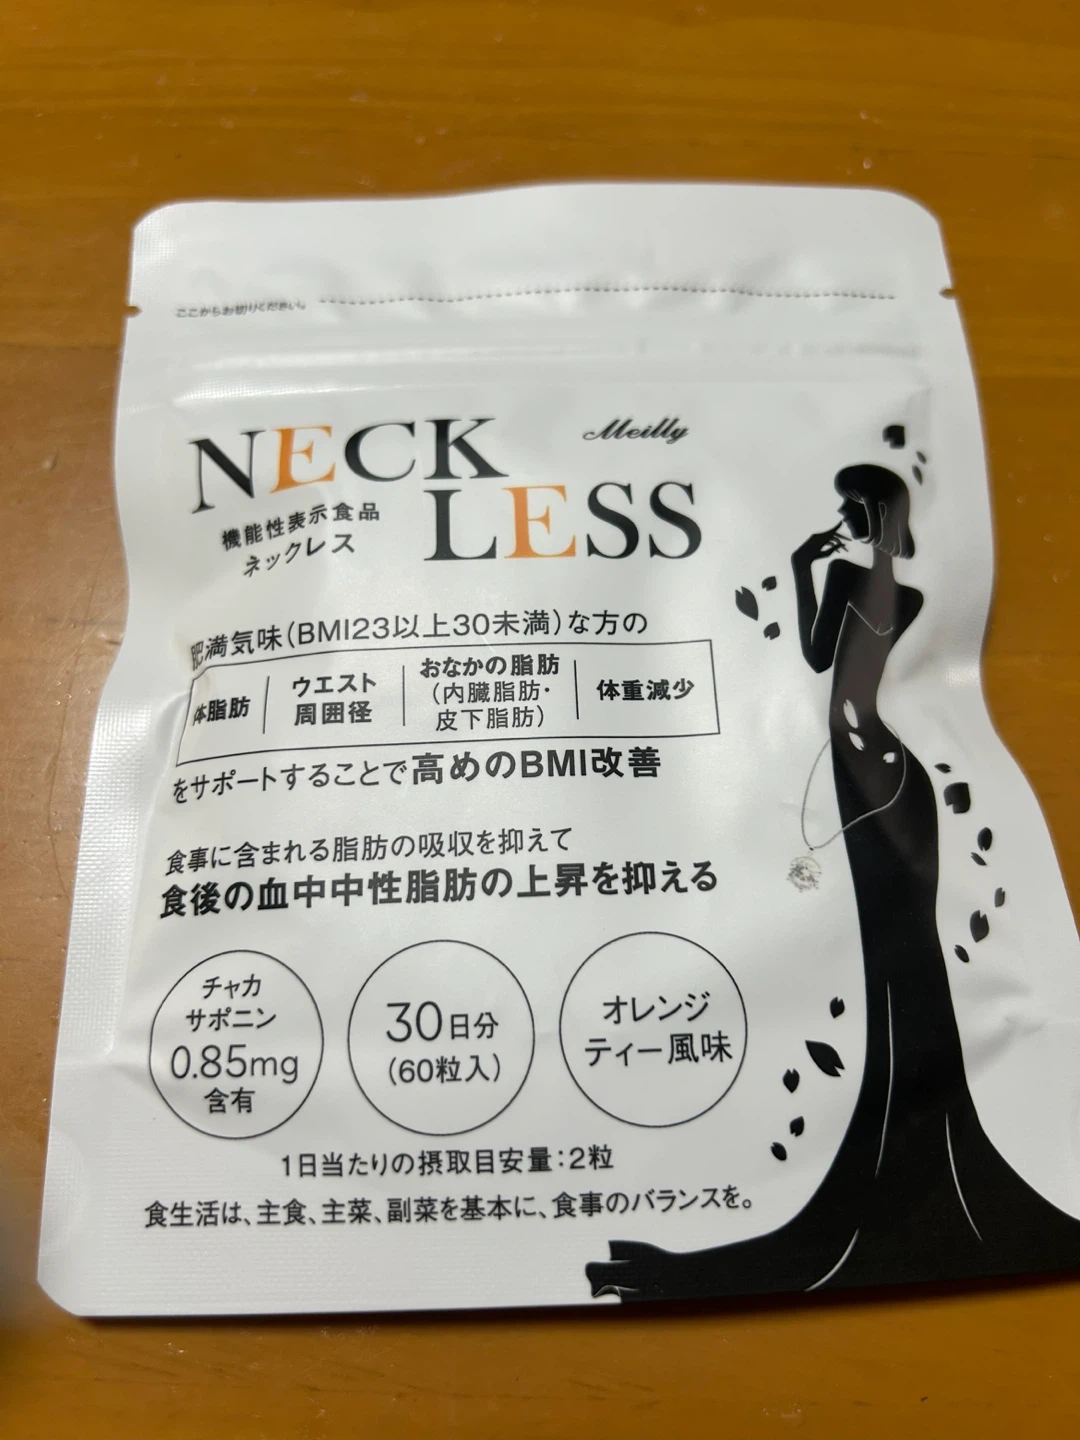 ここからお切りください。
NECK
Meilly
LESS
機能性表示食品
ネックレス
肥満気味(BMI23以上30未満)な方の
体脂肪
ウエスト
周囲径
おなかの脂肪
(内臓脂肪・
皮下脂肪)
体重減少
をサポートすることで高めのBMI改善
食事に含まれる脂肪の吸収を抑えて
食後の血中中性脂肪の上昇を抑える
チャカ
サポニン
0.85mg
含有
30日分
(60粒入)
オレンジ
ティー風味
1日当たりの摂取目安量:2粒
食生活は、主食、主菜、副菜を基本に、食事のバランスを。